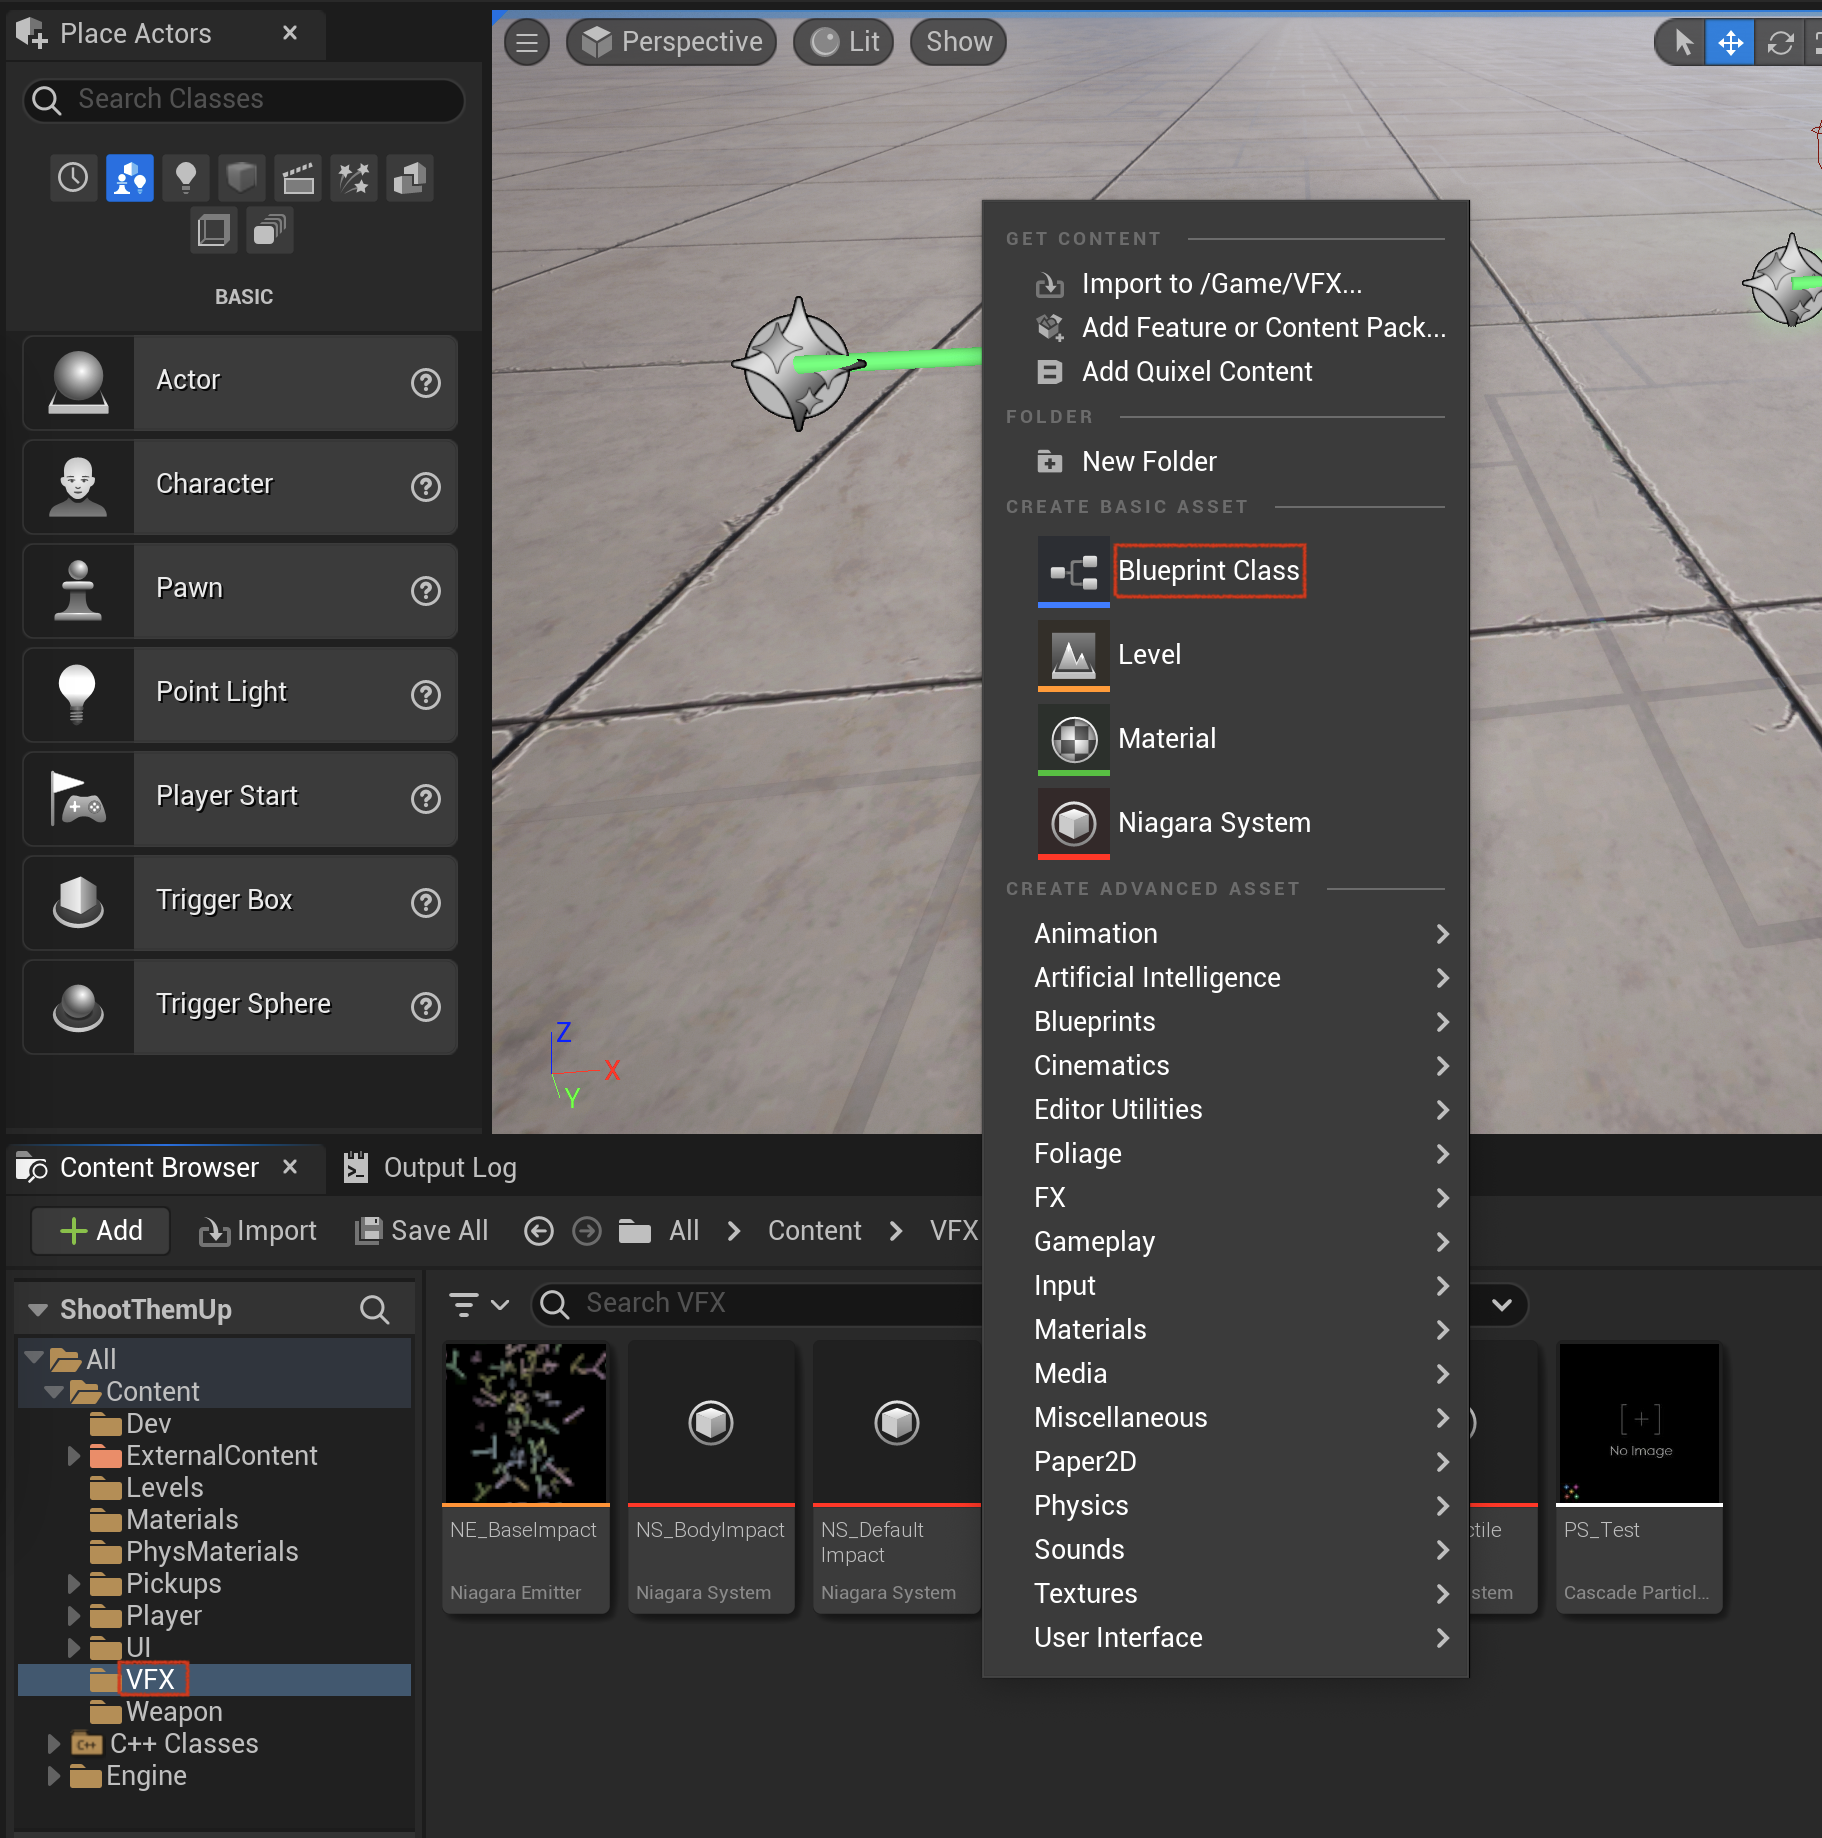 Place Actors
Search Classes
BASIC
Actor
Character
Pawn
Point Light
Player Start
Trigger Box
Trigger Sphere
Perspective
Lit
Show
Z
X
Y
GET CONTENT
Import to /Game/VFX...
Add Feature or Content Pack...
Add Quixel Content
FOLDER
New Folder
CREATE BASIC ASSET
Blueprint Class
Level
Material
Niagara System
CREATE ADVANCED ASSET
Animation
Artificial Intelligence
Blueprints
Cinematics
Editor Utilities
Foliage
FX
Gameplay
Input
Materials
Media
Miscellaneous
Paper2D
Physics
Sounds
Textures
User Interface
Content Browser
Output Log
Add
Import
Save All
All
Content
VFX
ShootThemUp
All
Content
Dev
ExternalContent
Levels
Materials
PhysMaterials
Pickups
Player
UI
VFX
Weapon
C++ Classes
Engine
Search VFX
NE_BaseImpact
Niagara Emitter
NS_BodyImpact
Niagara System
NS_Default
Impact
Niagara System
ctile
stem
No Image
PS_Test
Cascade Particl...